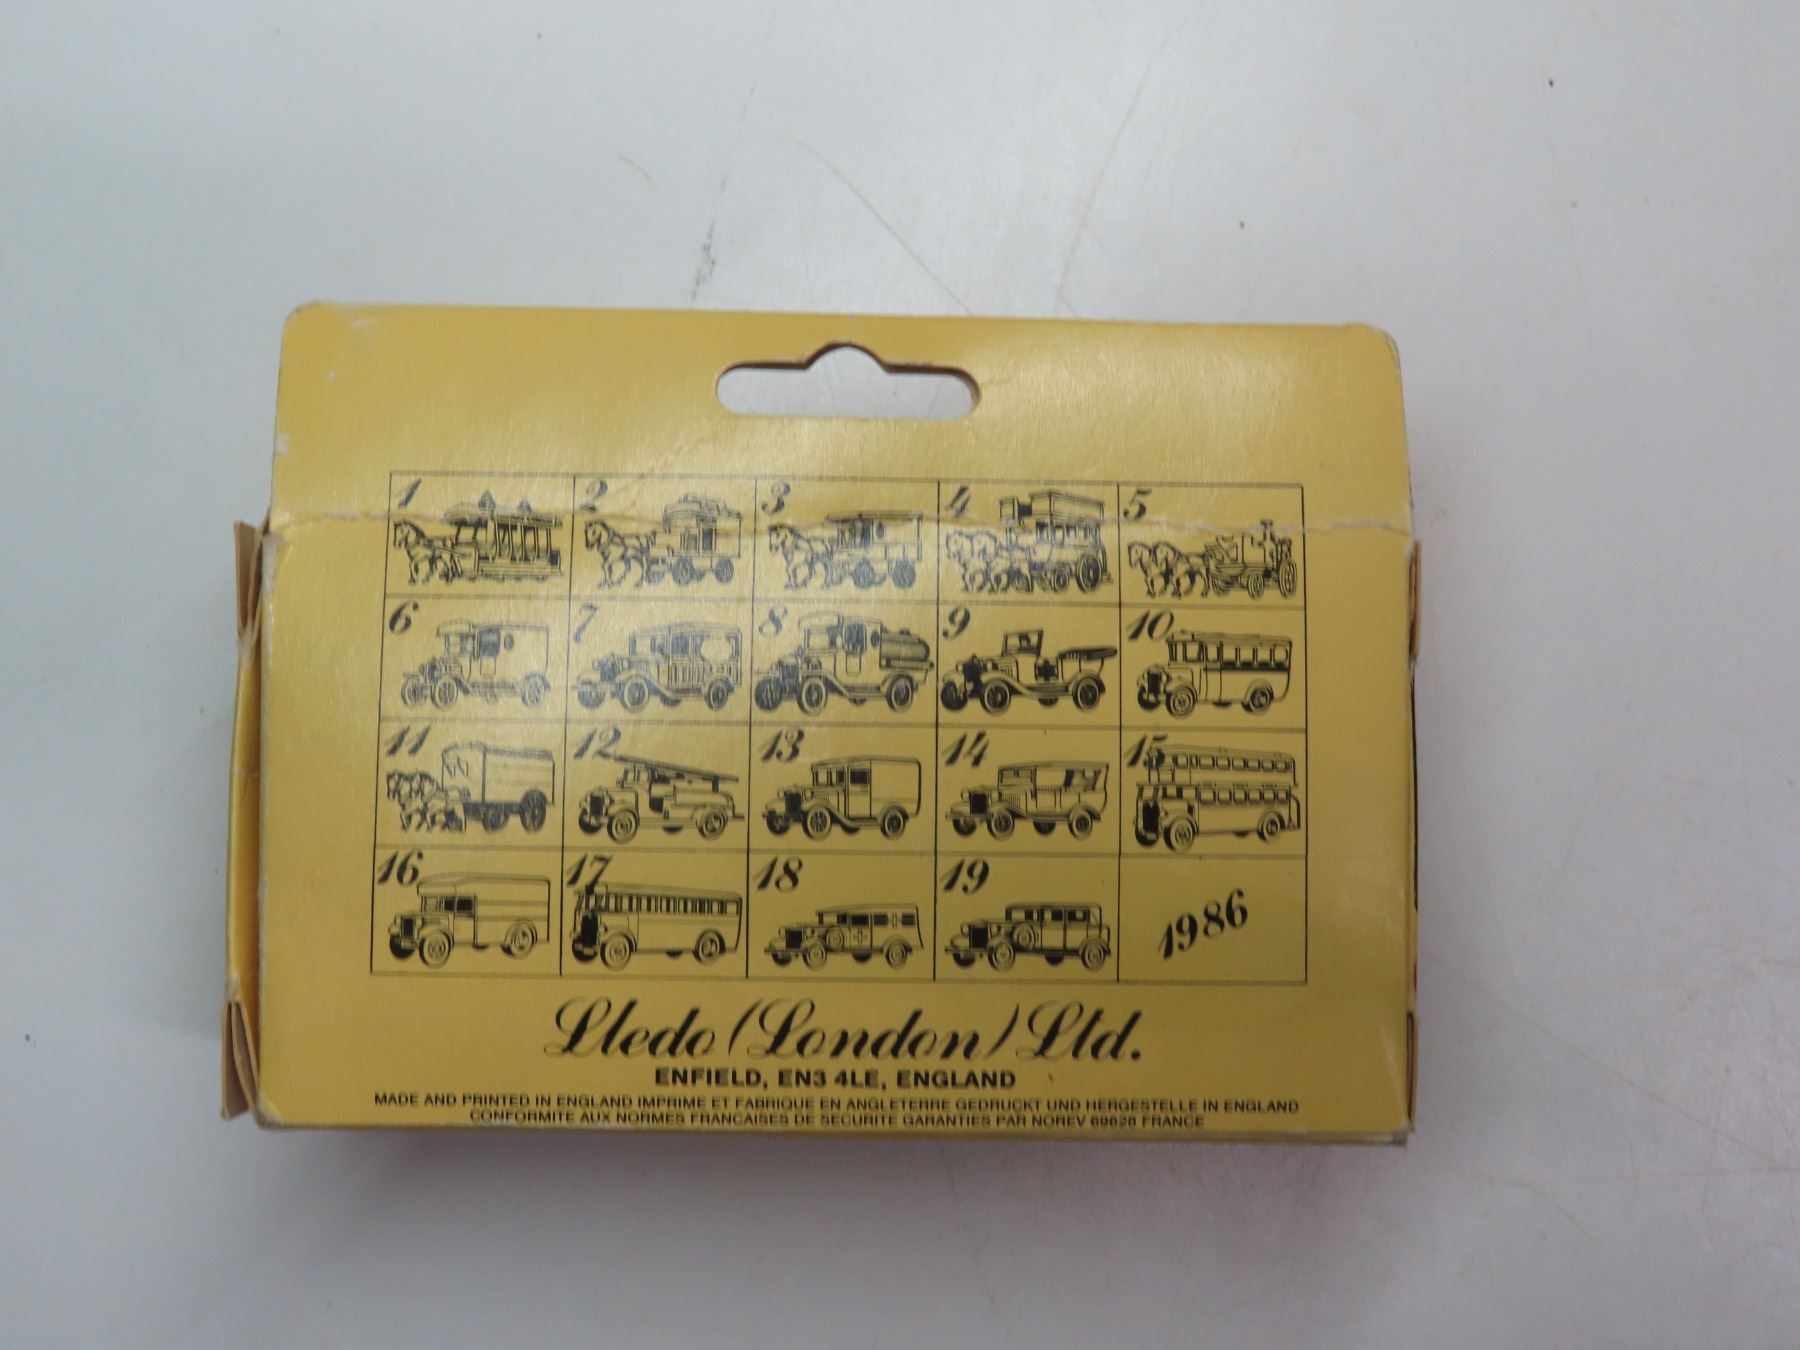 1 2 3 4 5
6 7 8 9 10
11 12 13 14 15
16 17 18 19 1986
Lledo (London) Ltd.
ENFIELD, EN3 4LE, ENGLAND
MADE AND PRINTED IN ENGLAND IMPRIME ET FABRIQUE EN ANGLETERRE GEDRUCKT UND HERGESTELLE IN ENGLAND
CONFORMITE AUX NORMES FRANCAISES DE SECURITE GARANTIES PAR NOREV 69628 FRANCE